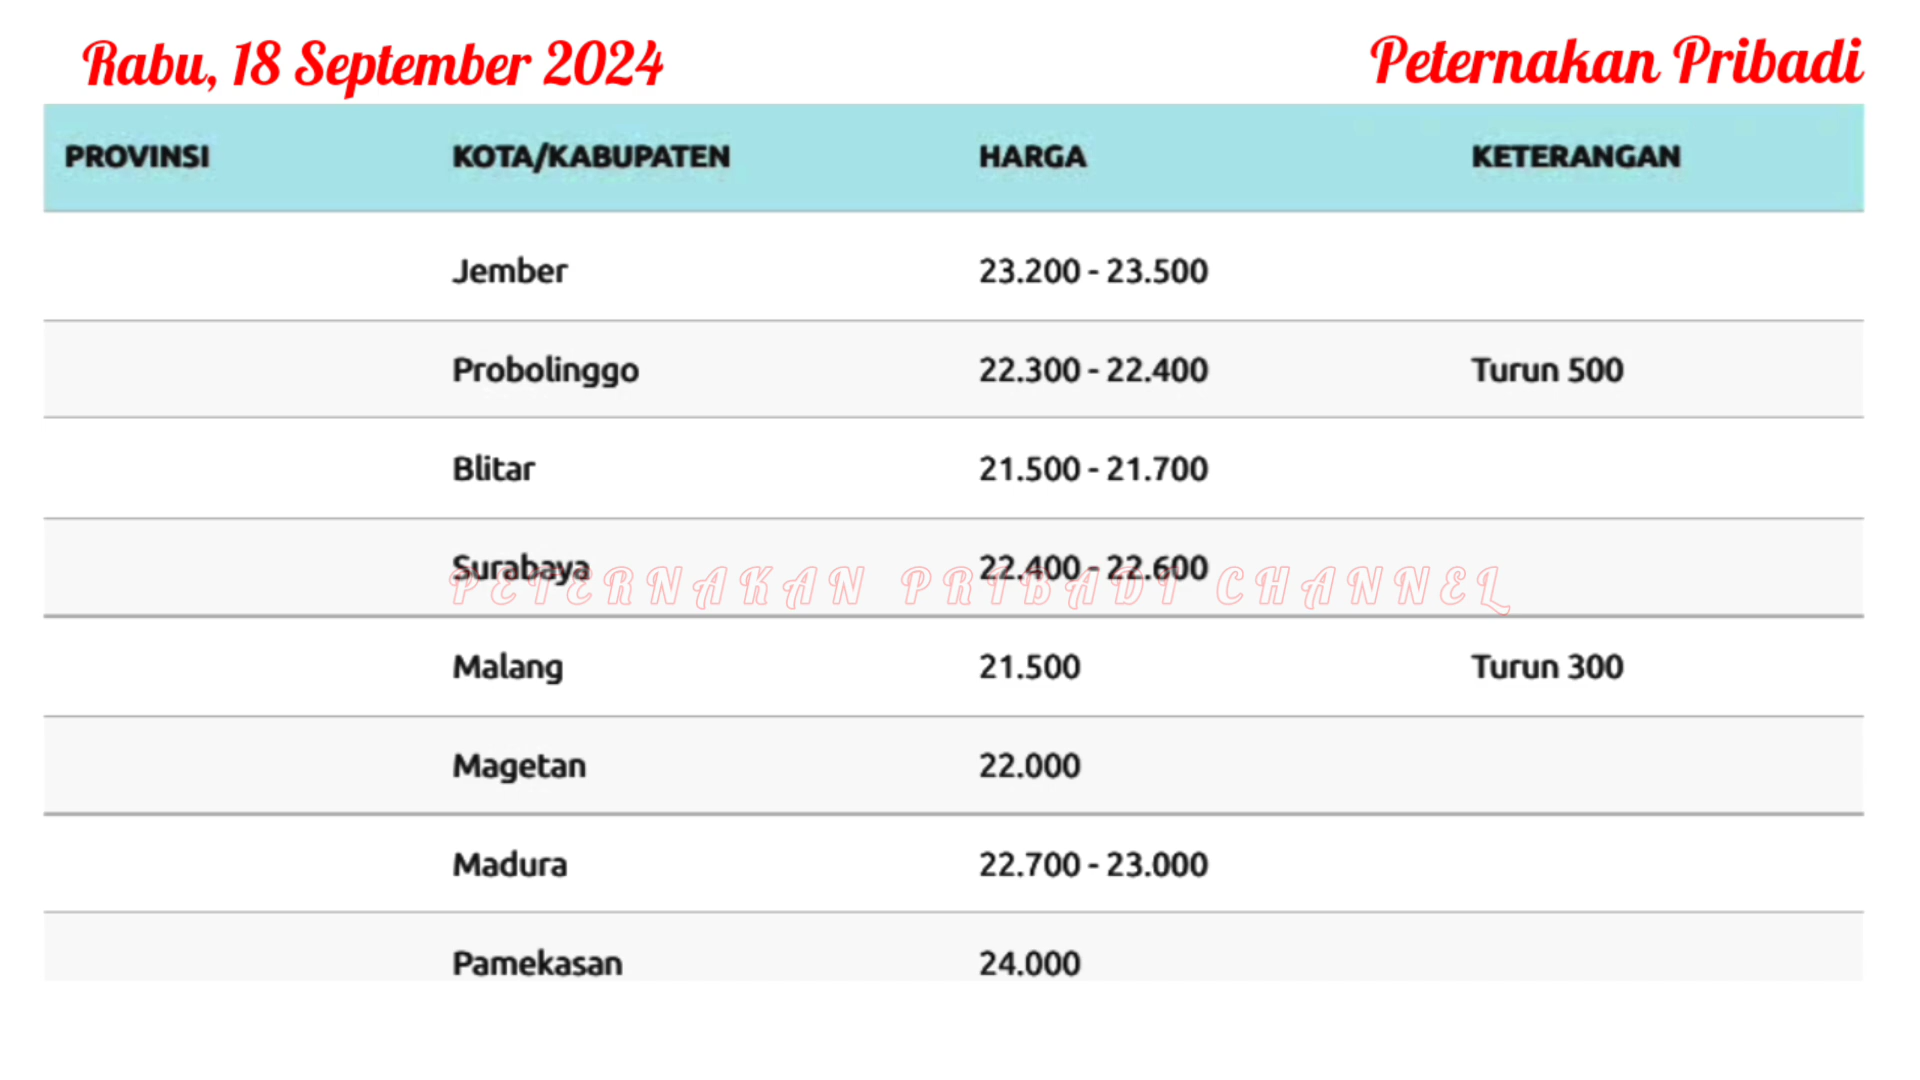 Rabu, 18 September 2024 Peternakan Pribadi
PROVINSI KOTA/KABUPATEN HARGA KETERANGAN
Jember 23.200 - 23.500
Probolinggo 22.300 - 22.400 Turun 500
Blitar 21.500 - 21.700
Surabaya 22.400 - 22.600
PETERNAKAN PRIBADI CHANNEL
Malang 21.500 Turun 300
Magetan 22.000
Madura 22.700 - 23.000
Pamekasan 24.000